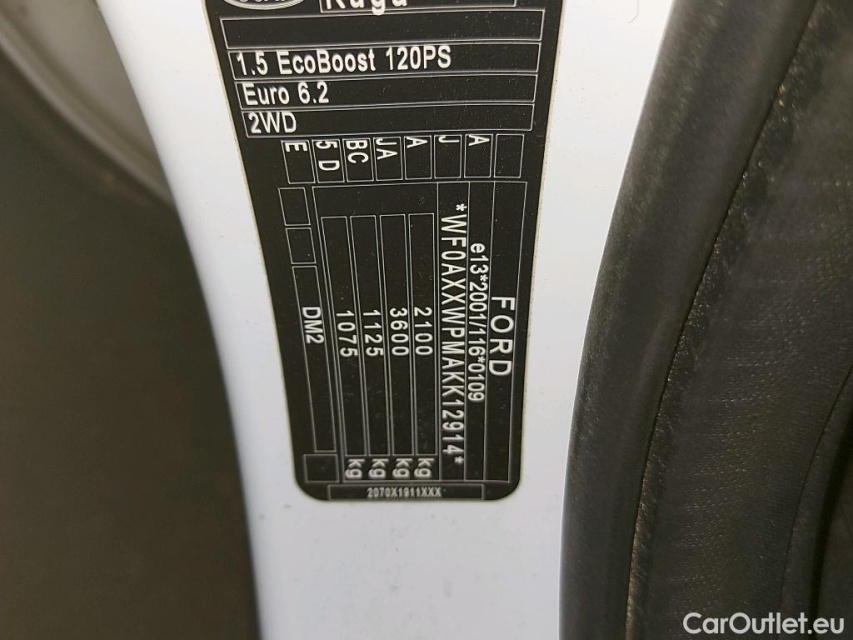 Kuga
1.5 EcoBoost 120PS
Euro 6.2
2WD
A
J
A
JA
BC
5 D
E
FORD
e13*2001/116*0109
*WF0AXXWPMAKK12914*
2100 kg
3600 kg
1125 kg
1075 kg
DM2
2070X1911XXX
CarOutlet.eu